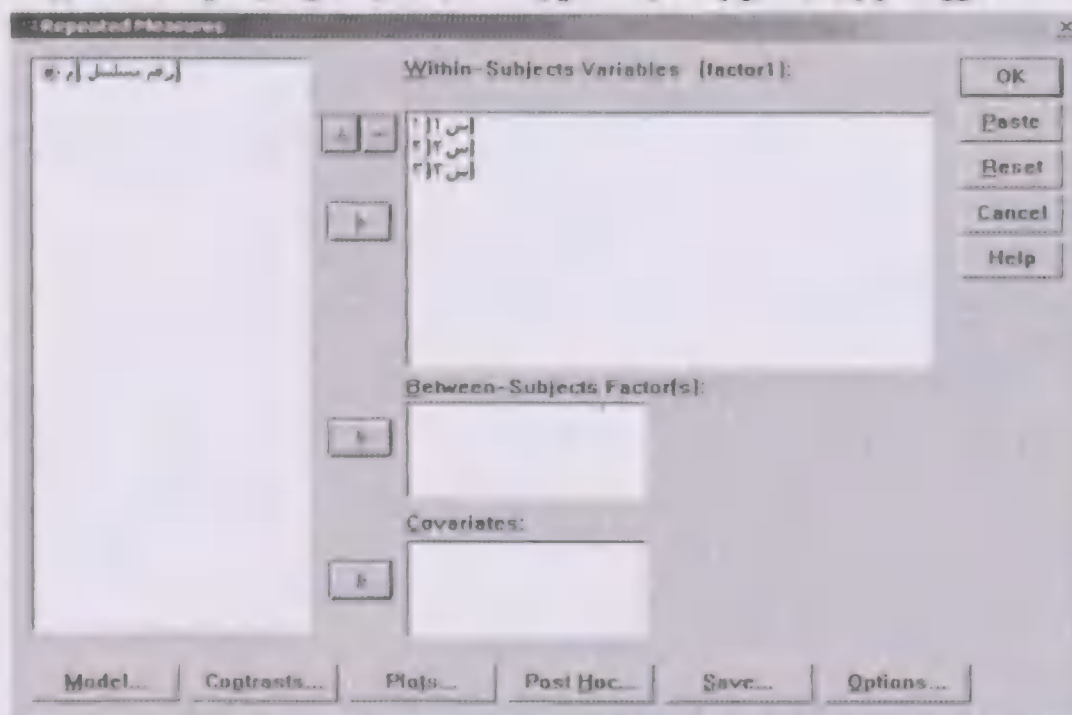 Repeated Measures
رقم مسلسل
Within-Subjects Variables (factor1):
س١(١
س٢(٢
س٣(٣
Between-Subjects Factor(s):
Covariates:
OK
Paste
Reset
Cancel
Help
Model...
Contrasts...
Plots...
Post Hoc...
Save...
Options...